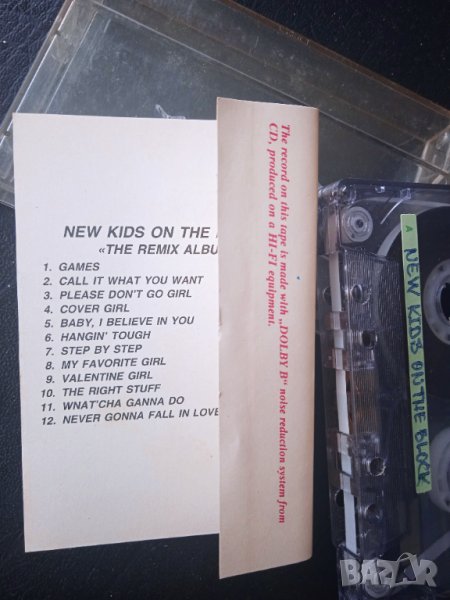 NEW KIDS ON THE
«THE REMIX ALBU
1. GAMES
2. CALL IT WHAT YOU WANT
3. PLEASE DON'T GO GIRL
4. COVER GIRL
5. BABY, I BELIEVE IN YOU
6. HANGIN' TOUGH
7. STEP BY STEP
8. MY FAVORITE GIRL
9. VALENTINE GIRL
10. THE RIGHT STUFF
11. WNAT'CHA GANNA DO
12. NEVER GONNA FALL IN LOVE
The record on this tape is made with „DOLBY B“ noise reduction system from
CD, produced on a HI-FI equipment.
A
NEW KIDS ON THE BLOCK
BAZAR.BG